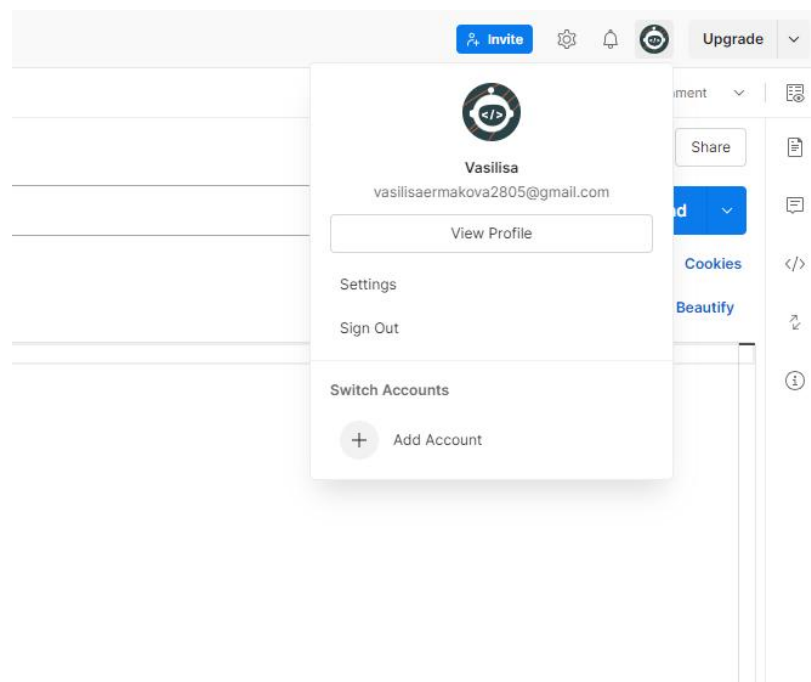 Invite
Upgrade
Vasilisa
vasilisaermakova2805@gmail.com
Share
View Profile
Cookies
Settings
Beautify
Sign Out
Switch Accounts
Add Account